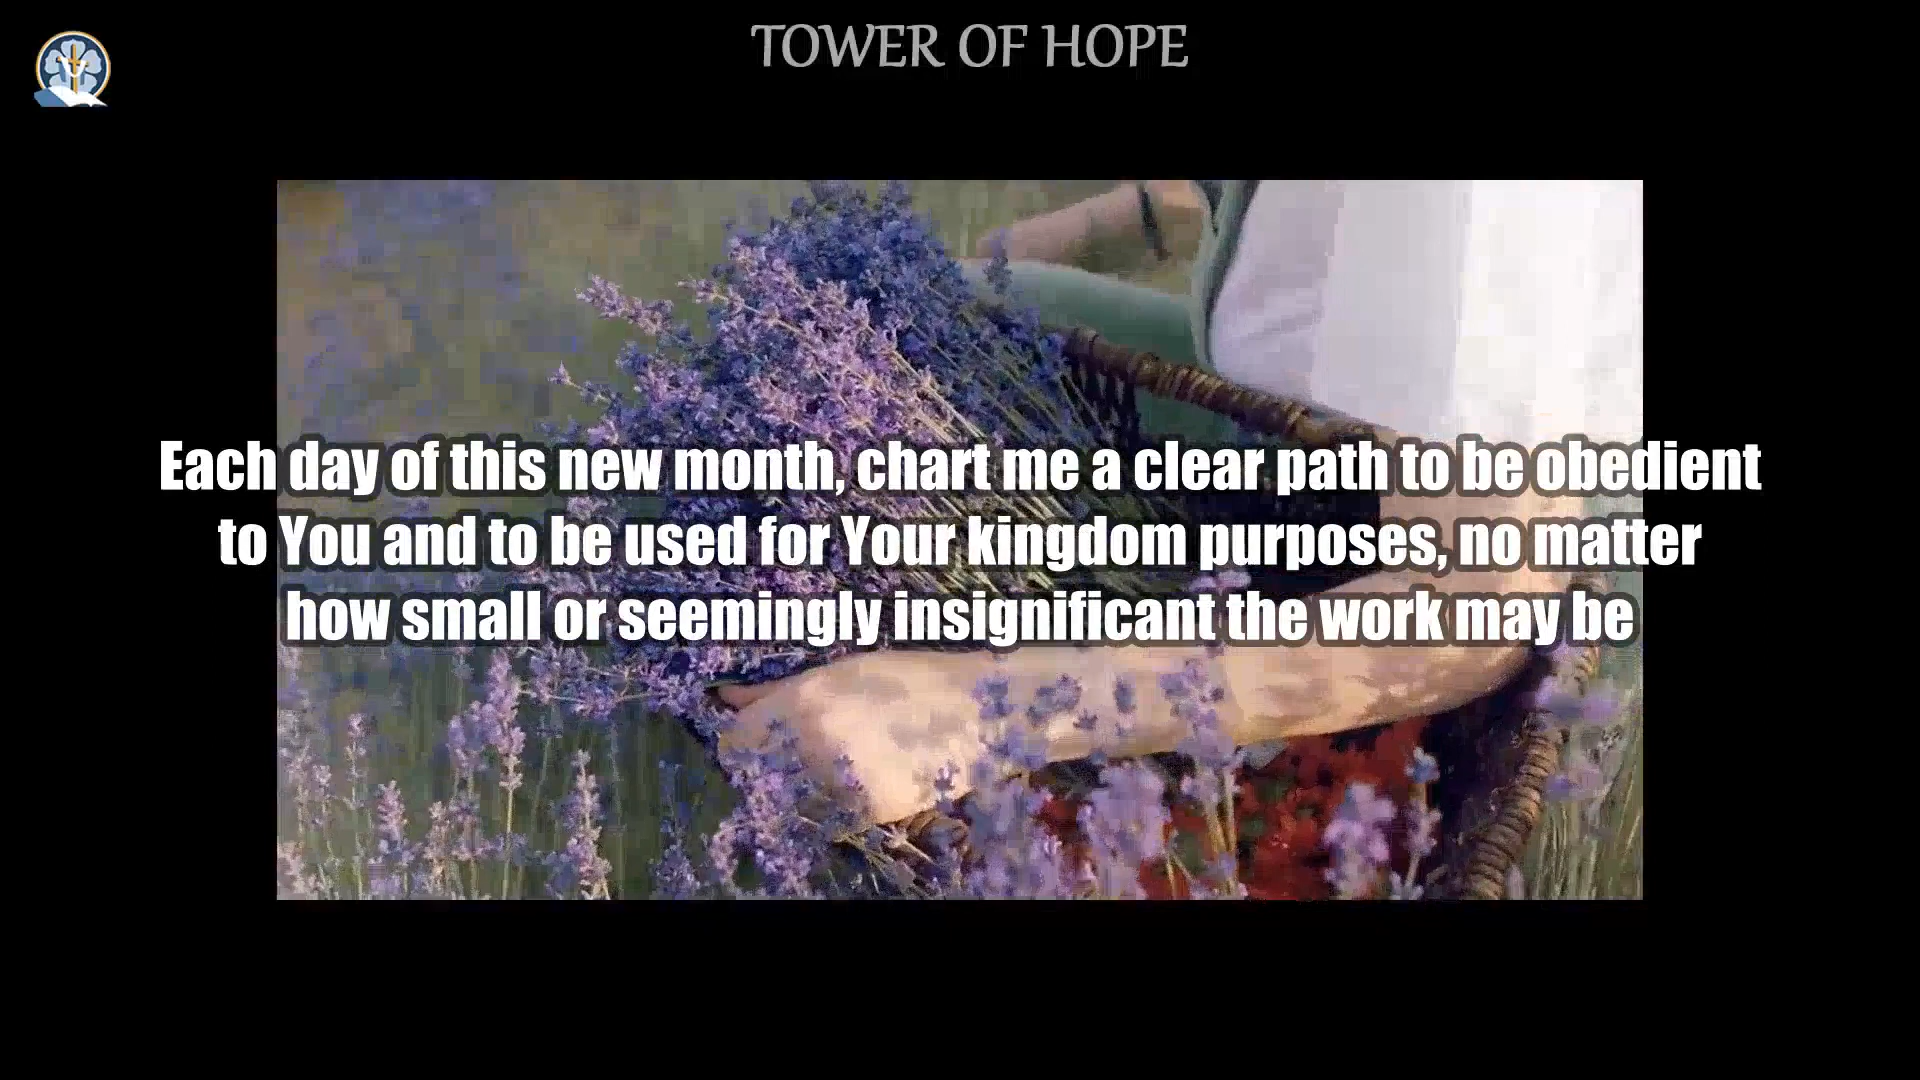 TOWER OF HOPE
Each day of this new month, chart me a clear path to be obedient
to You and to be used for Your kingdom purposes, no matter
how small or seemingly insignificant the work may be